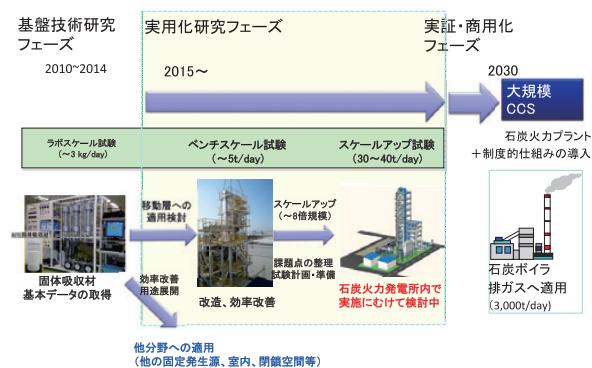 基盤技術研究
フェーズ
2010~2014
実用化研究フェーズ
2015～
実証・商用化
フェーズ
2030
大規模
CCS
石炭火力プラント
＋制度的仕組みの導入
ラボスケール試験
（～3 kg/day）
ベンチスケール試験
（～5t/day）
スケールアップ試験
（30～40t/day）
移動層への
適用検討
スケールアップ
（～8倍規模）
課題点の整理
試験計画・準備
固体吸収材
基本データの取得
効率改善
用途展開
改造、効率改善
石炭火力発電所内で
実施にむけて検討中
石炭ボイラ
排ガスへ適用
（3,000t/day）
他分野への適用
（他の固定発生源、室内、閉鎖空間等）